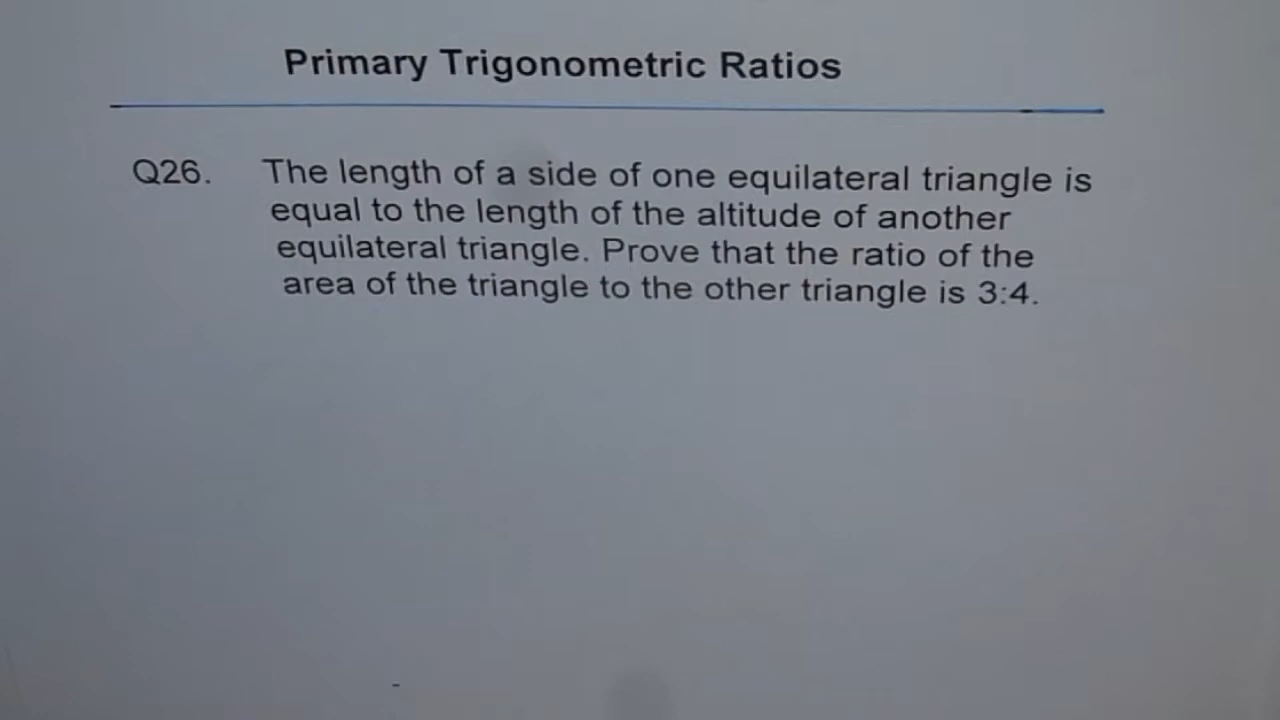 Primary Trigonometric Ratios
Q26. The length of a side of one equilateral triangle is
equal to the length of the altitude of another
equilateral triangle. Prove that the ratio of the
area of the triangle to the other triangle is 3:4.